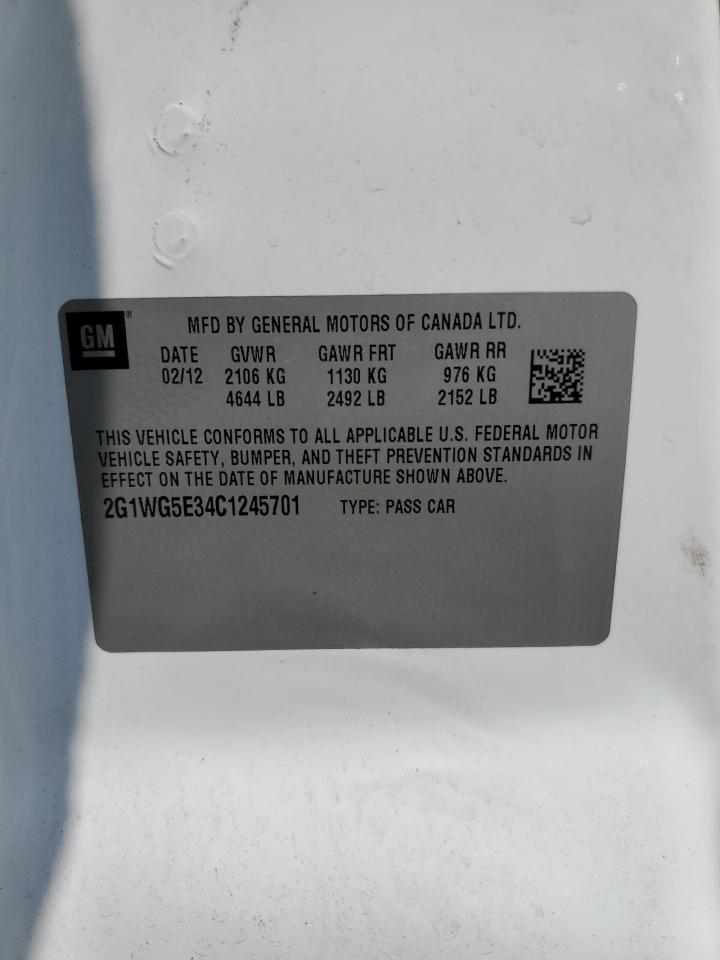 GM ® MFD BY GENERAL MOTORS OF CANADA LTD.
DATE GVWR GAWR FRT GAWR RR
02/12 2106 KG 1130 KG 976 KG
4644 LB 2492 LB 2152 LB
THIS VEHICLE CONFORMS TO ALL APPLICABLE U.S. FEDERAL MOTOR
VEHICLE SAFETY, BUMPER, AND THEFT PREVENTION STANDARDS IN
EFFECT ON THE DATE OF MANUFACTURE SHOWN ABOVE.
2G1WG5E34C1245701 TYPE: PASS CAR